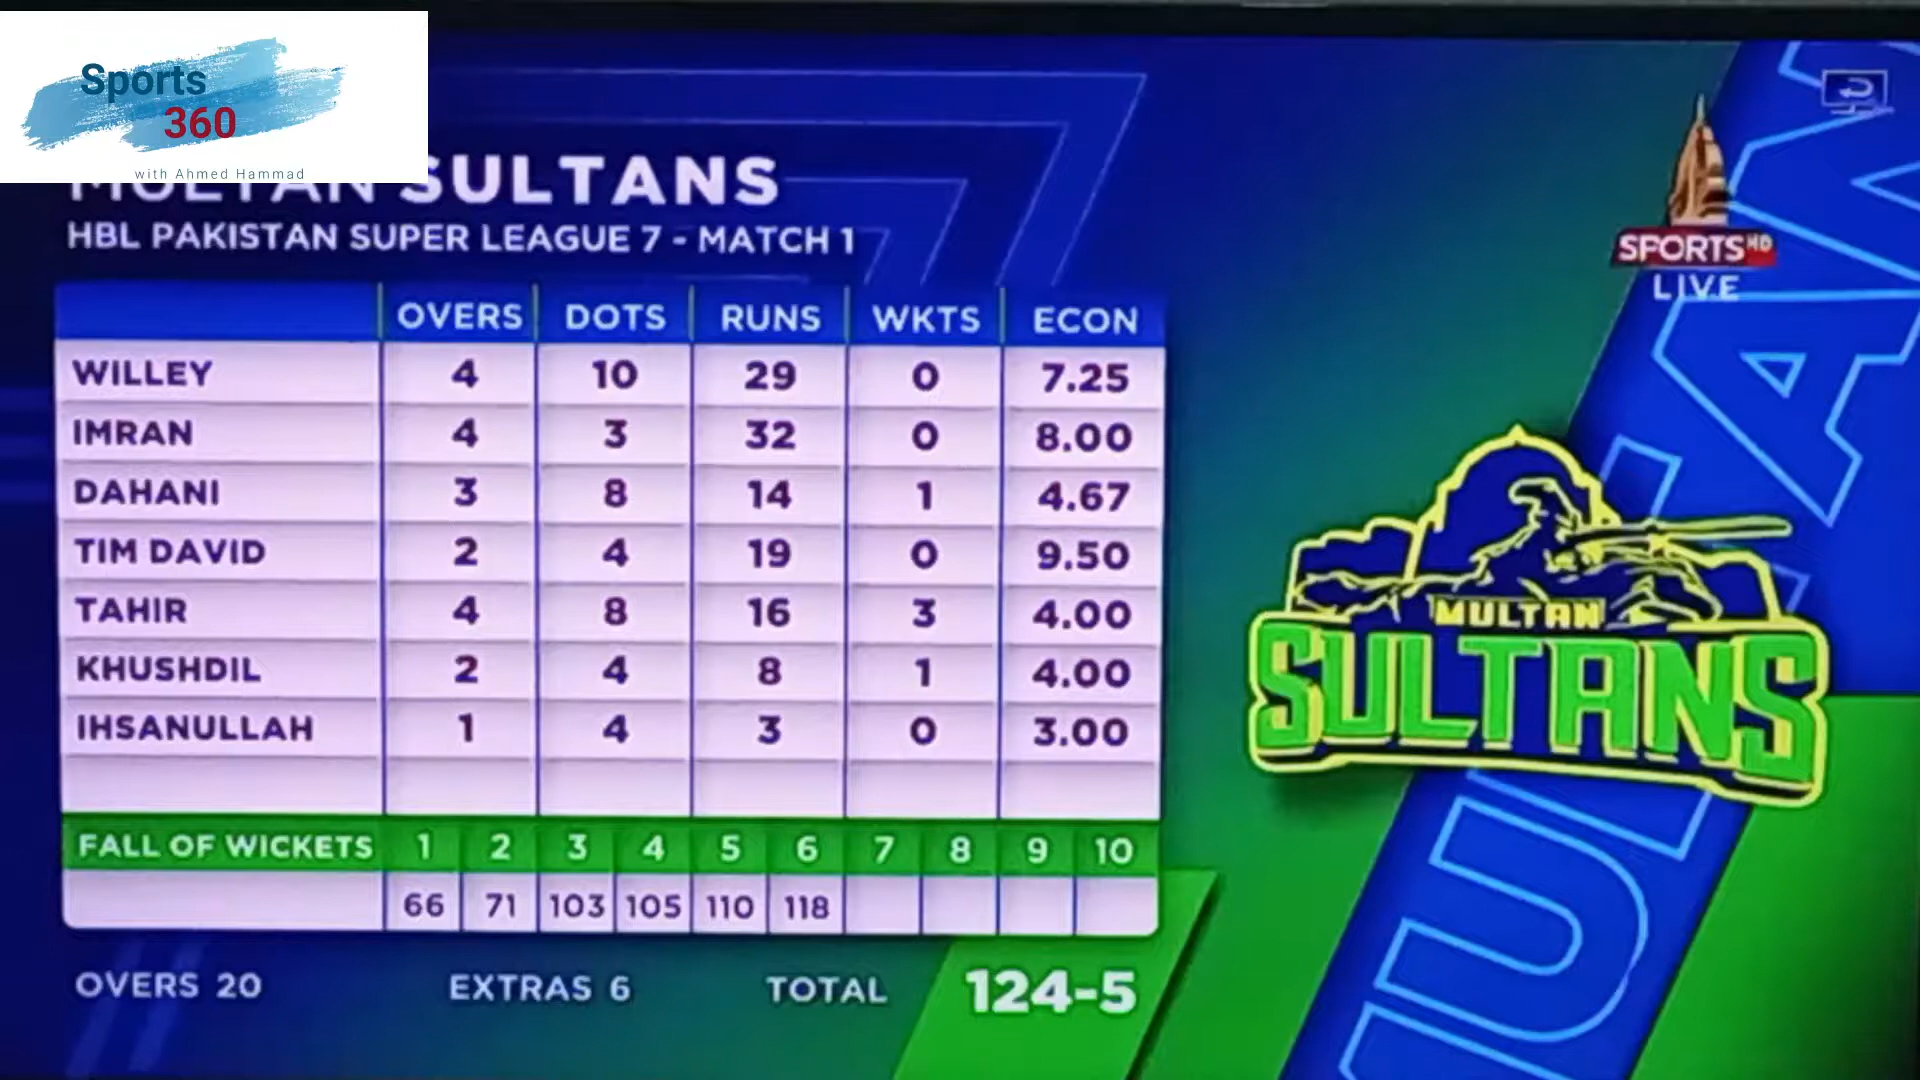 Sports
360
with Ahmed Hammad
MULTAN SULTANS
HBL PAKISTAN SUPER LEAGUE 7 - MATCH 1
SPORTS HD
LIVE
OVERS DOTS RUNS WKTS ECON
WILLEY 4 10 29 0 7.25
IMRAN 4 3 32 0 8.00
DAHANI 3 8 14 1 4.67
TIM DAVID 2 4 19 0 9.50
TAHIR 4 8 16 3 4.00
KHUSHDIL 2 4 8 1 4.00
IHSANULLAH 1 4 3 0 3.00
FALL OF WICKETS 1 2 3 4 5 6 7 8 9 10
66 71 103 105 110 118
OVERS 20 EXTRAS 6 TOTAL 124-5
MULTAN
SULTANS